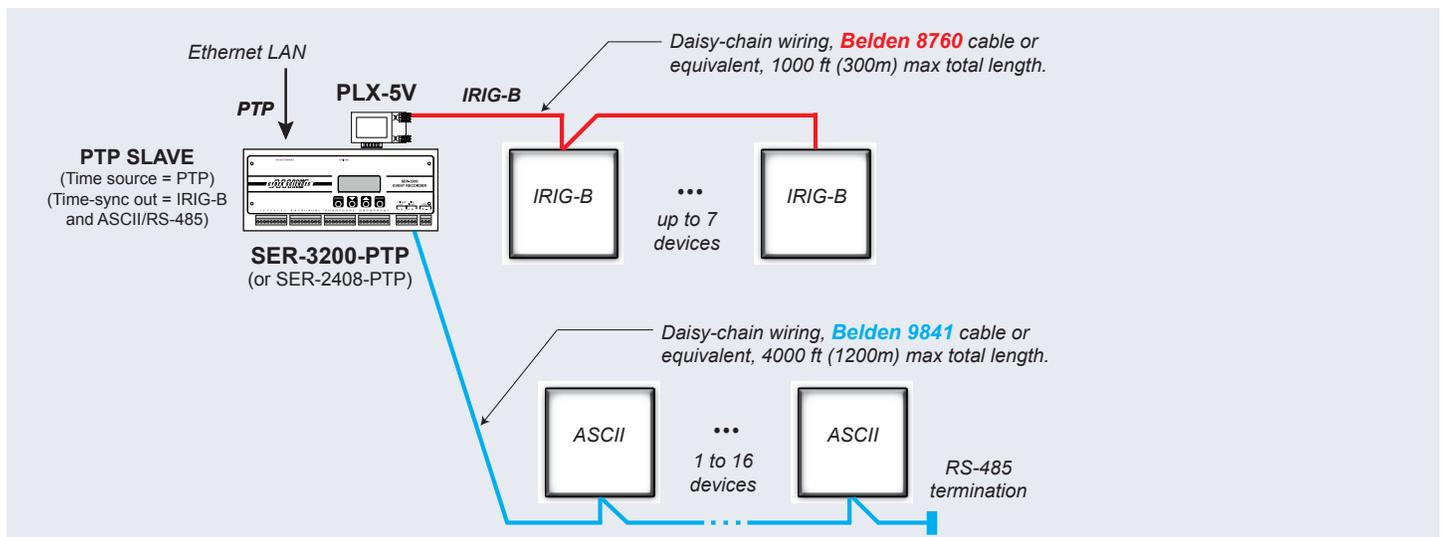 Ethernet LAN
PTP
PLX-5V
IRIG-B
Daisy-chain wiring, Belden 8760 cable or
equivalent, 1000 ft (300m) max total length.
PTP SLAVE
(Time source = PTP)
(Time-sync out = IRIG-B
and ASCII/RS-485)
SER-3200-PTP
(or SER-2408-PTP)
IRIG-B
•••
up to 7
devices
IRIG-B
Daisy-chain wiring, Belden 9841 cable or
equivalent, 4000 ft (1200m) max total length.
ASCII
•••
1 to 16
devices
ASCII
RS-485
termination